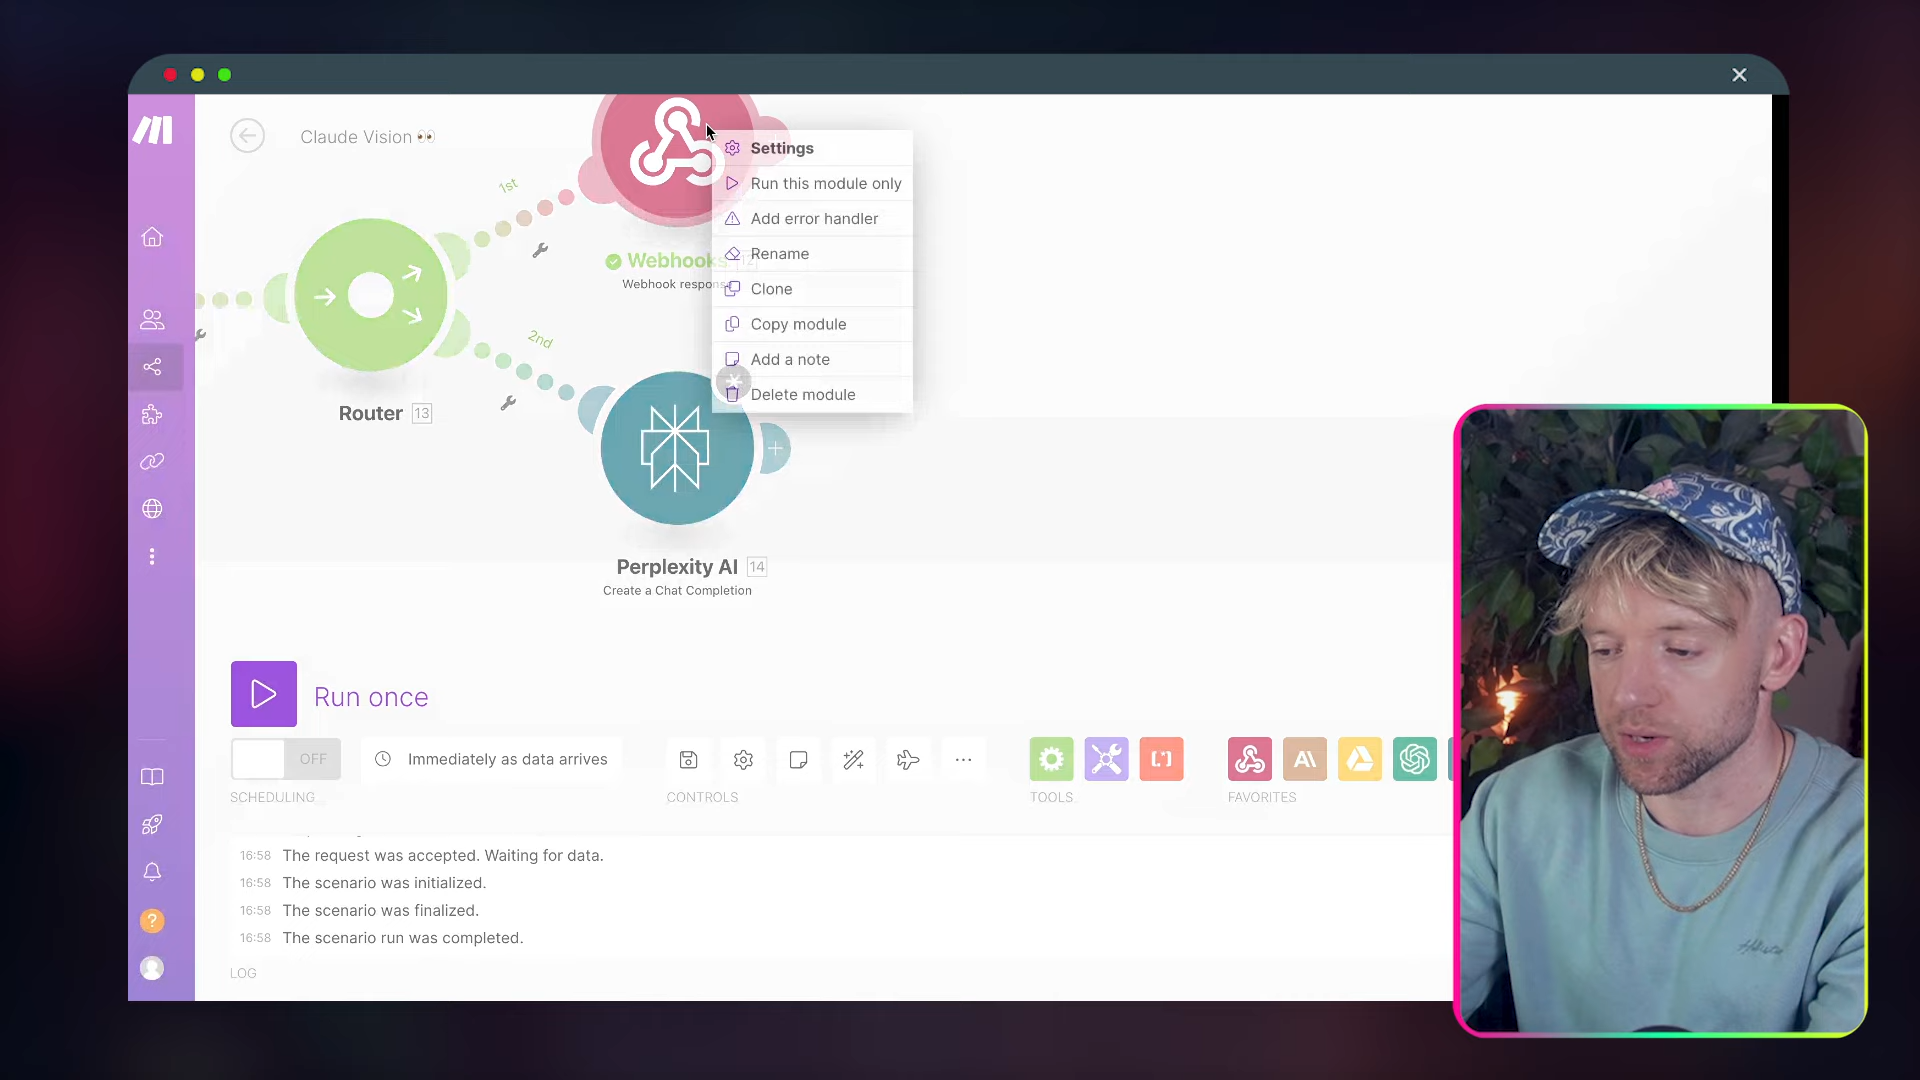 Claude Vision 👀
1st
Settings
Run this module only
Add error handler
Webhooks 12
Rename
Webhook respons
Clone
Copy module
2nd
Add a note
Delete module
Router 13
Perplexity AI 14
Create a Chat Completion
Run once
OFF
Immediately as data arrives
SCHEDULING
CONTROLS
TOOLS
FAVORITES
16:58 The request was accepted. Waiting for data.
16:58 The scenario was initialized.
16:58 The scenario was finalized.
16:58 The scenario run was completed.
LOG